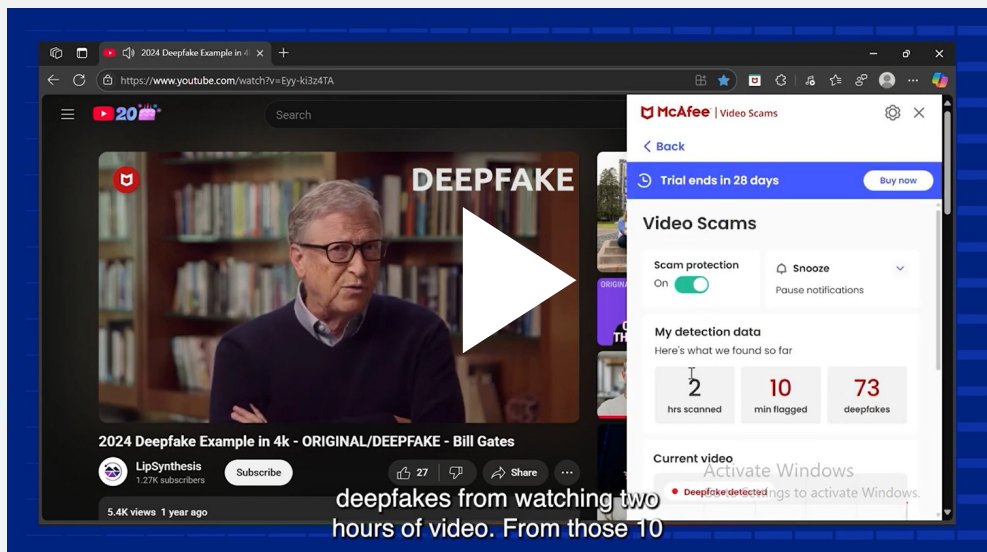 2024 Deepfake Example in 4
https://www.youtube.com/watch?v=Eyy-ki3z4TA
20
Search
McAfee | Video Scams
Back
Trial ends in 28 days
Buy now
DEEPFAKE
Video Scams
Scam protection
On
Snooze
Pause notifications
My detection data
Here's what we found so far
2
hrs scanned
10
min flagged
73
deepfakes
2024 Deepfake Example in 4k - ORIGINAL/DEEPFAKE - Bill Gates
LipSynthesis
1.27K subscribers
Subscribe
27
Share
5.4K views 1 year ago
Current video
Deepfake detected
Activate Windows
to activate Windows.
deepfakes from watching two
hours of video. From those 10